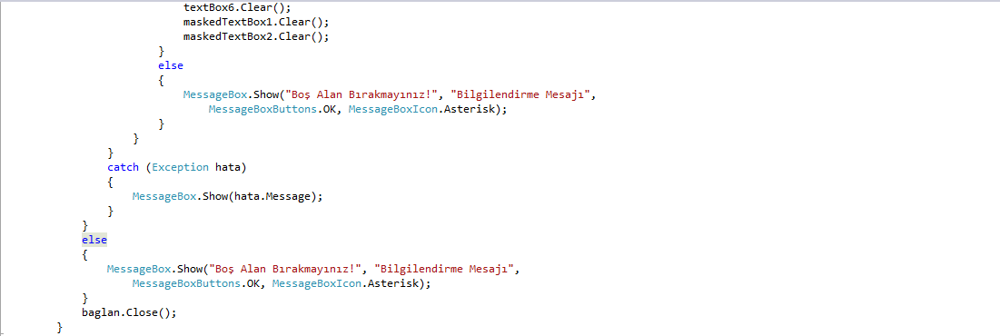 textBox6.Clear();
maskedTextBox1.Clear();
maskedTextBox2.Clear();
}
else
{
MessageBox.Show("Boş Alan Bırakmayınız!", "Bilgilendirme Mesajı",
MessageBoxButtons.OK, MessageBoxIcon.Asterisk);
}
}
}
catch (Exception hata)
{
MessageBox.Show(hata.Message);
}
}
else
{
MessageBox.Show("Boş Alan Bırakmayınız!", "Bilgilendirme Mesajı",
MessageBoxButtons.OK, MessageBoxIcon.Asterisk);
}
baglan.Close();
}